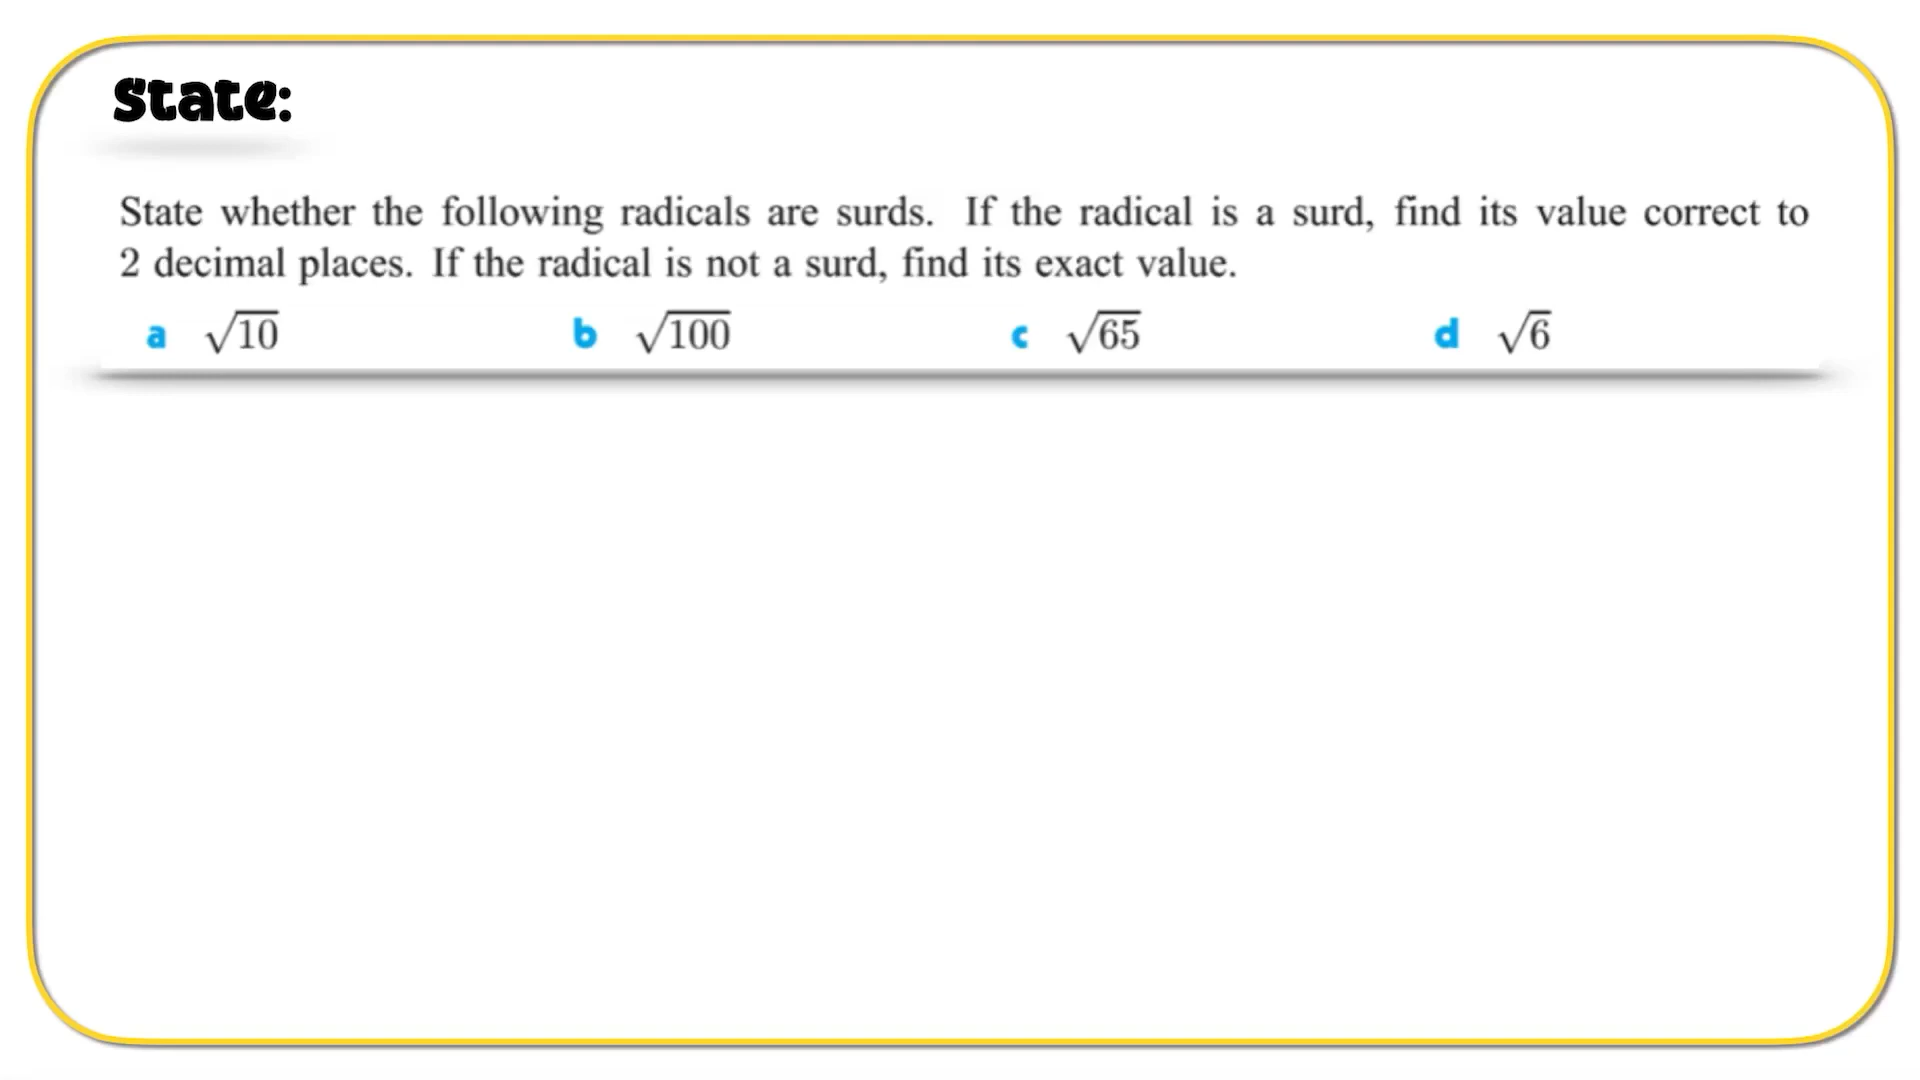 State:
State whether the following radicals are surds. If the radical is a surd, find its value correct to
2 decimal places. If the radical is not a surd, find its exact value.
a √10 b √100 c √65 d √6